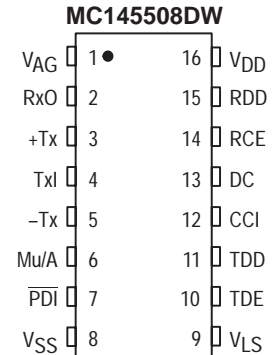 MC145508DW
VAG 1 16 VDD
RxO 2 15 RDD
+Tx 3 14 RCE
TxI 4 13 DC
–Tx 5 12 CCI
Mu/A 6 11 TDD
PDI 7 10 TDE
VSS 8 9 VLS